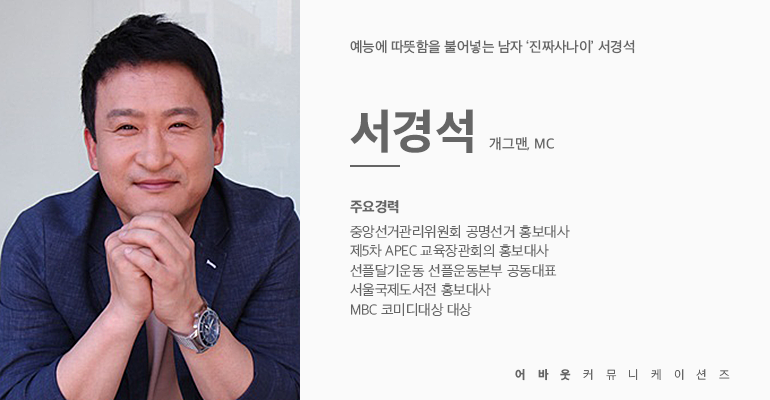 예능에 따뜻함을 불어넣는 남자 '진짜사나이' 서경석
서경석 개그맨, MC
주요경력
중앙선거관리위원회 공명선거 홍보대사
제5차 APEC 교육장관회의 홍보대사
선플달기운동 선플운동본부 공동대표
서울국제도서전 홍보대사
MBC 코미디대상 대상
어바웃커뮤니케이션즈